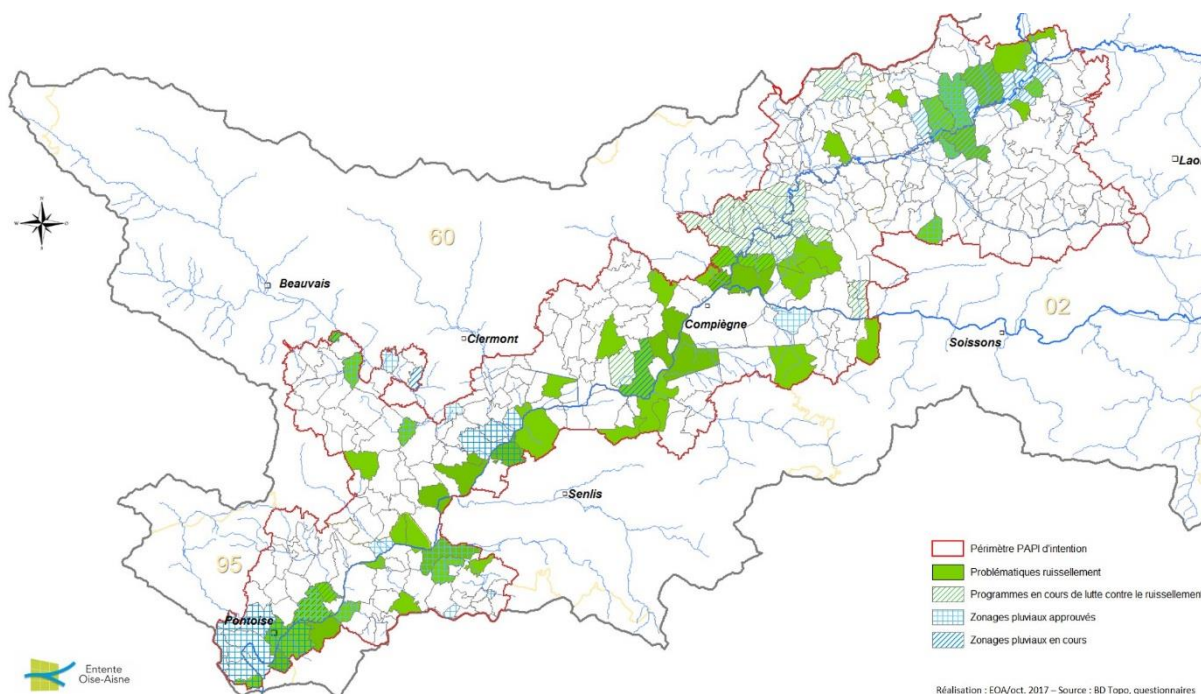 60
Laon
Beauvais
Clermont
Compiègne
02
Soissons
Senlis
95
Pontoise
Périmètre PAPI d'intention
Problématiques ruissellement
Programmes en cours de lutte contre le ruissellement
Zonages pluviaux approuvés
Zonages pluviaux en cours
Entente
Oise-Aisne
Réalisation : EOA/oct. 2017 – Source : BD Topo, questionnaires